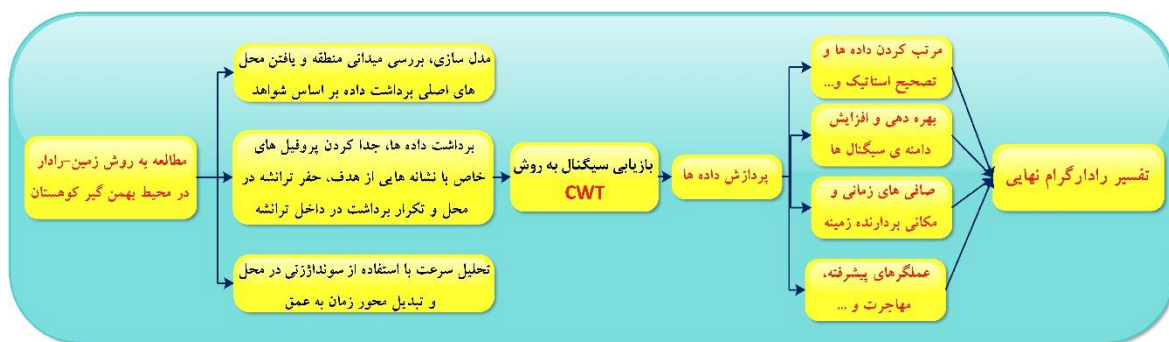 مطالعه به روش زمین-رادار
در محیط بهمن گیر کوهستان
مدل سازی، بررسی میدانی منطقه و یافتن محل
های اصلی برداشت داده بر اساس شواهد
برداشت داده ها، جدا کردن پروفیل های
خاص با نشانه هایی از هدف، حفر ترانشه در
محل و تکرار برداشت در داخل ترانشه
تحلیل سرعت با استفاده از سونداژزنی در محل
و تبدیل محور زمان به عمق
بازیابی سیگنال به روش
CWT
پردازش داده ها
مرتب کردن داده ها و
تصحیح استاتیک و...
بهره دهی و افزایش
دامنه ی سیگنال ها
صافی های زمانی و
مکانی بردارنده زمینه
عملگرهای پیشرفته،
مهاجرت و ...
تفسیر رادارگرام نهایی